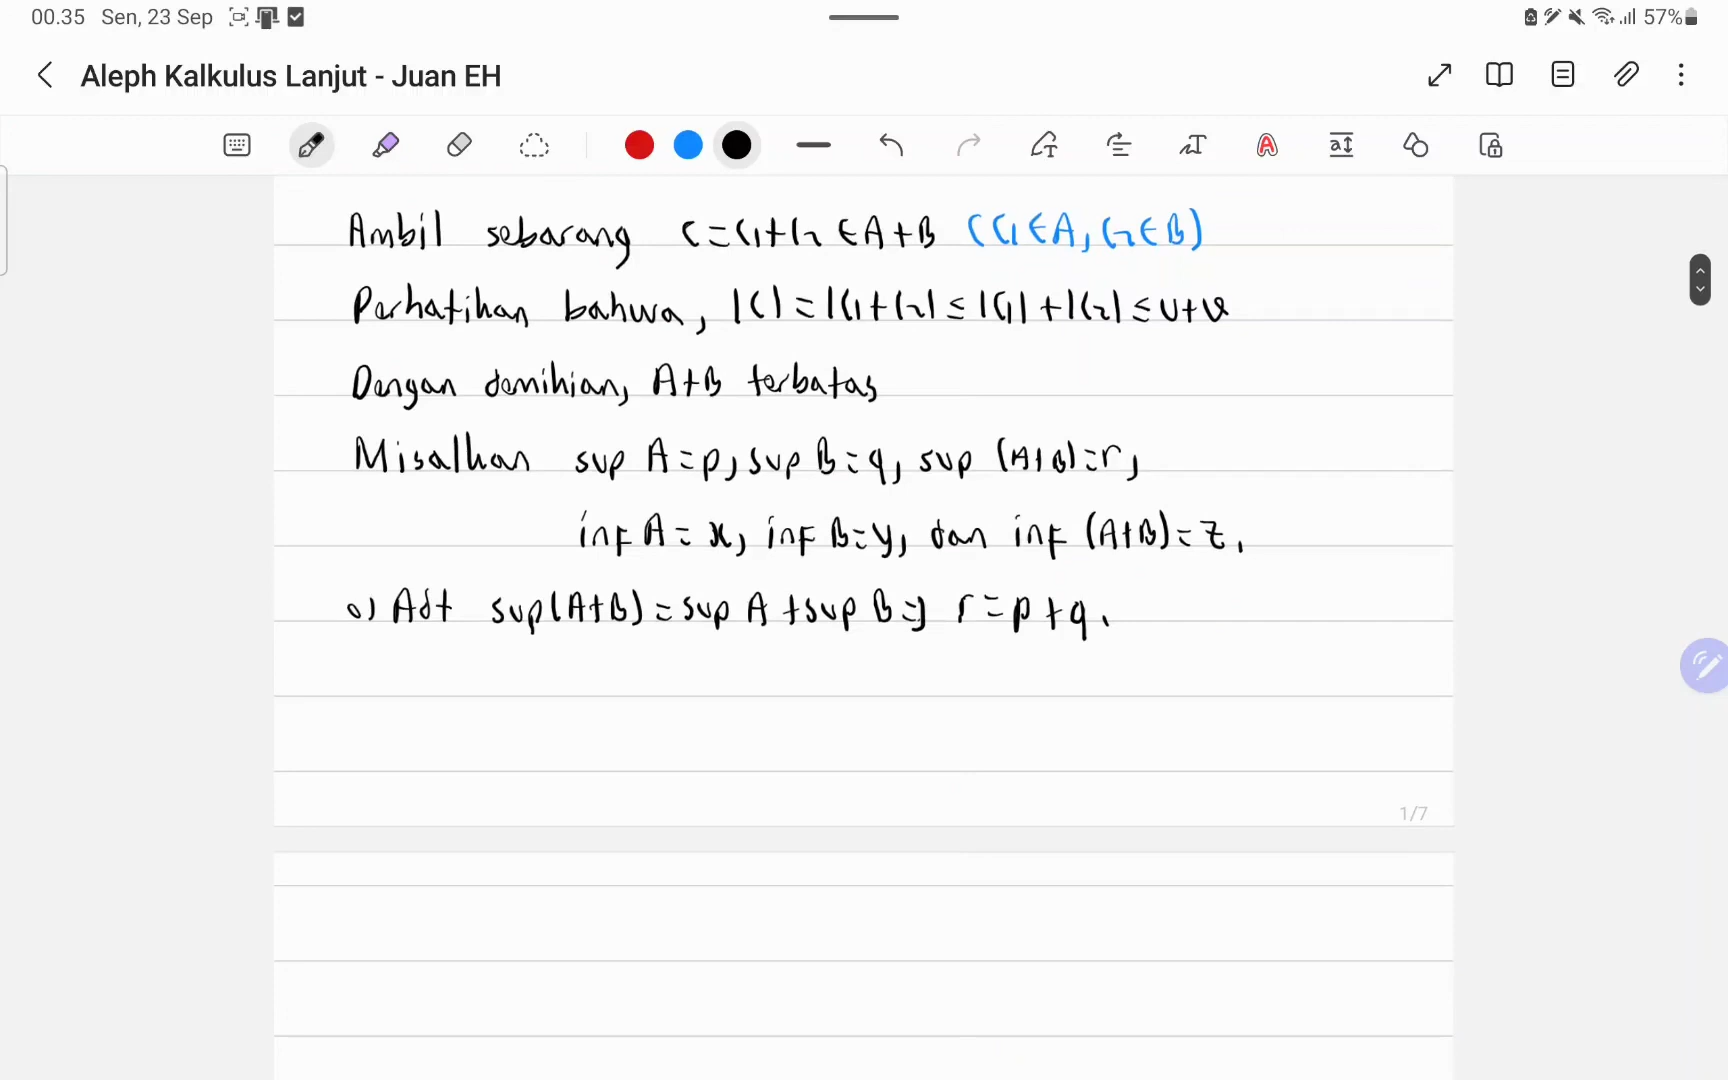 00.35 Sen, 23 Sep
57%
Aleph Kalkulus Lanjut - Juan EH
Ambil sebarang c=c₁+c₂ ∈A+B (c₁∈A, c₂∈B)
Perhatikan bahwa, |c|=|c₁+c₂|≤|c₁|+|c₂|≤u+v
Dengan demikian, A+B terbatas
Misalkan sup A=p, sup B=q, sup (A+B)=r,
inf A=x, inf B=y, dan inf (A+B)=z.
a) Adt sup(A+B)=sup A+sup B⇒ r=p+q.
1/7